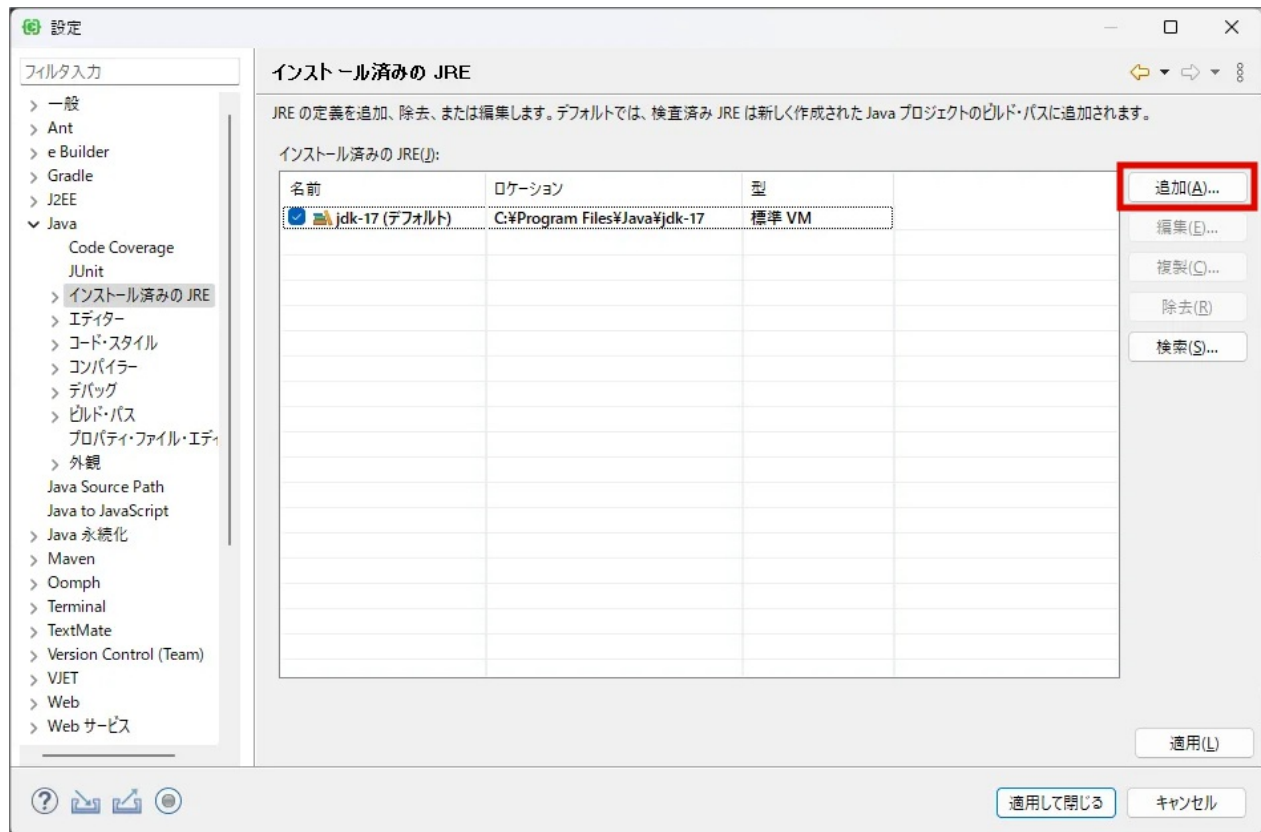 設定
フィルタ入力
一般
Ant
e Builder
Gradle
J2EE
Java
Code Coverage
JUnit
インストール済みの JRE
エディター
コード・スタイル
コンパイラー
デバッグ
ビルド・パス
プロパティ・ファイル・エディ
外観
Java Source Path
Java to JavaScript
Java 永続化
Maven
Oomph
Terminal
TextMate
Version Control (Team)
VJET
Web
Web サービス
インストール済みの JRE
JRE の定義を追加、除去、または編集します。デフォルトでは、検査済み JRE は新しく作成された Java プロジェクトのビルド・パスに追加されます。
インストール済みの JRE(J):
名前 ロケーション 型
jdk-17 (デフォルト) C:¥Program Files¥Java¥jdk-17 標準 VM
追加(A)...
編集(E)...
複製(C)...
除去(R)
検索(S)...
適用(L)
適用して閉じる キャンセル